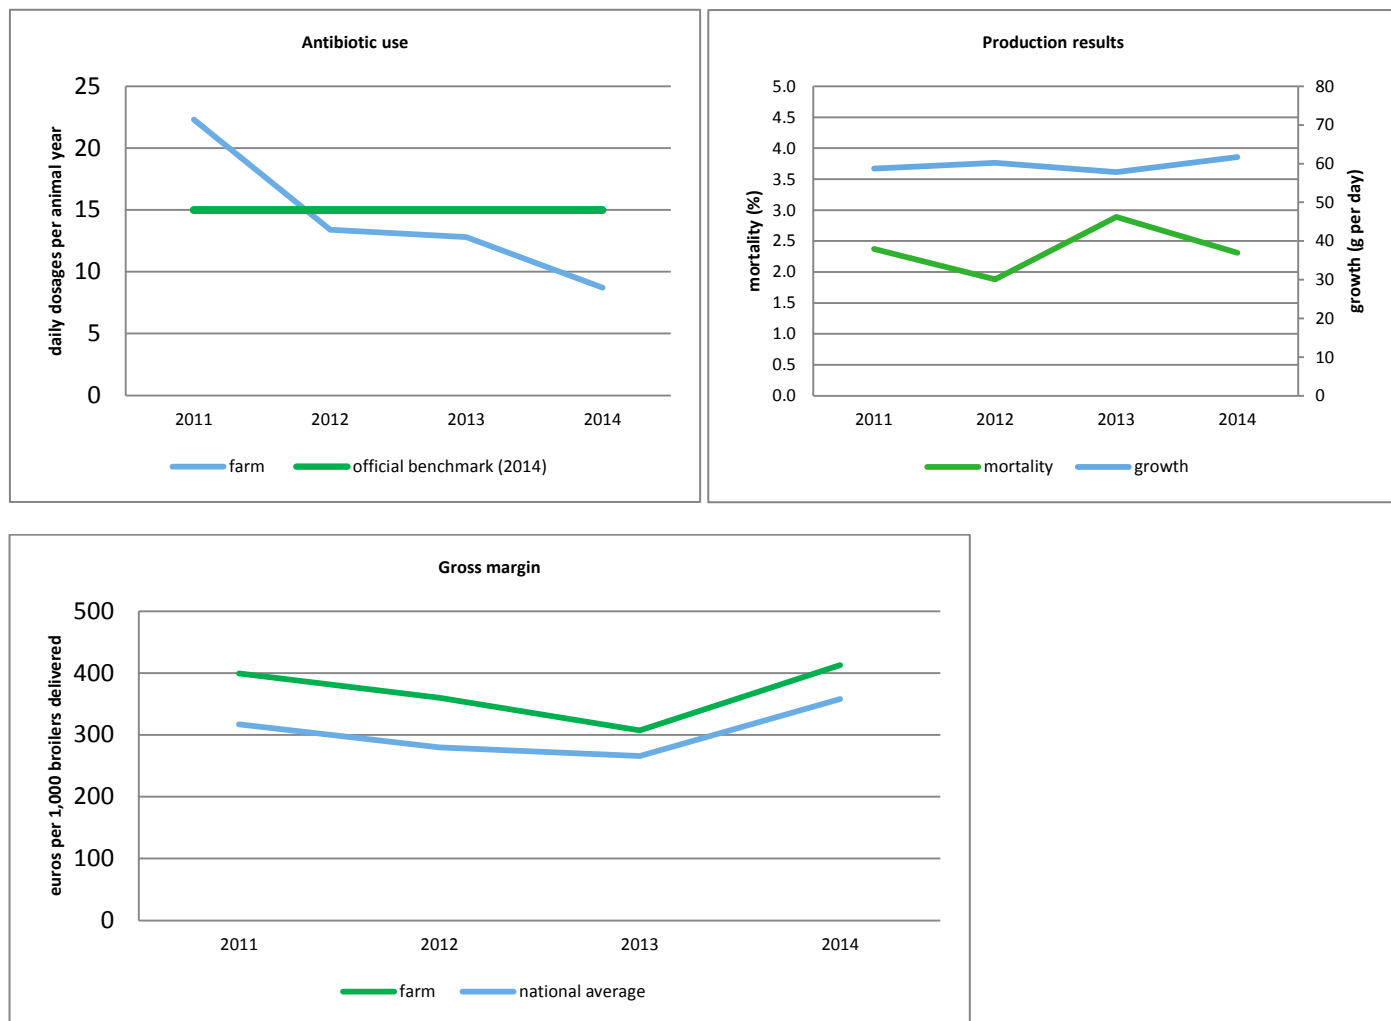 Antibiotic use
daily dosages per animal year
25
20
15
10
5
0
2011 2012 2013 2014
farm official benchmark (2014)
Production results
mortality (%)
5.0
4.5
4.0
3.5
3.0
2.5
2.0
1.5
1.0
0.5
0.0
80
70
60
50
40
30
20
10
0
growth (g per day)
2011 2012 2013 2014
mortality growth
Gross margin
euros per 1,000 broilers delivered
500
400
300
200
100
0
2011 2012 2013 2014
farm national average